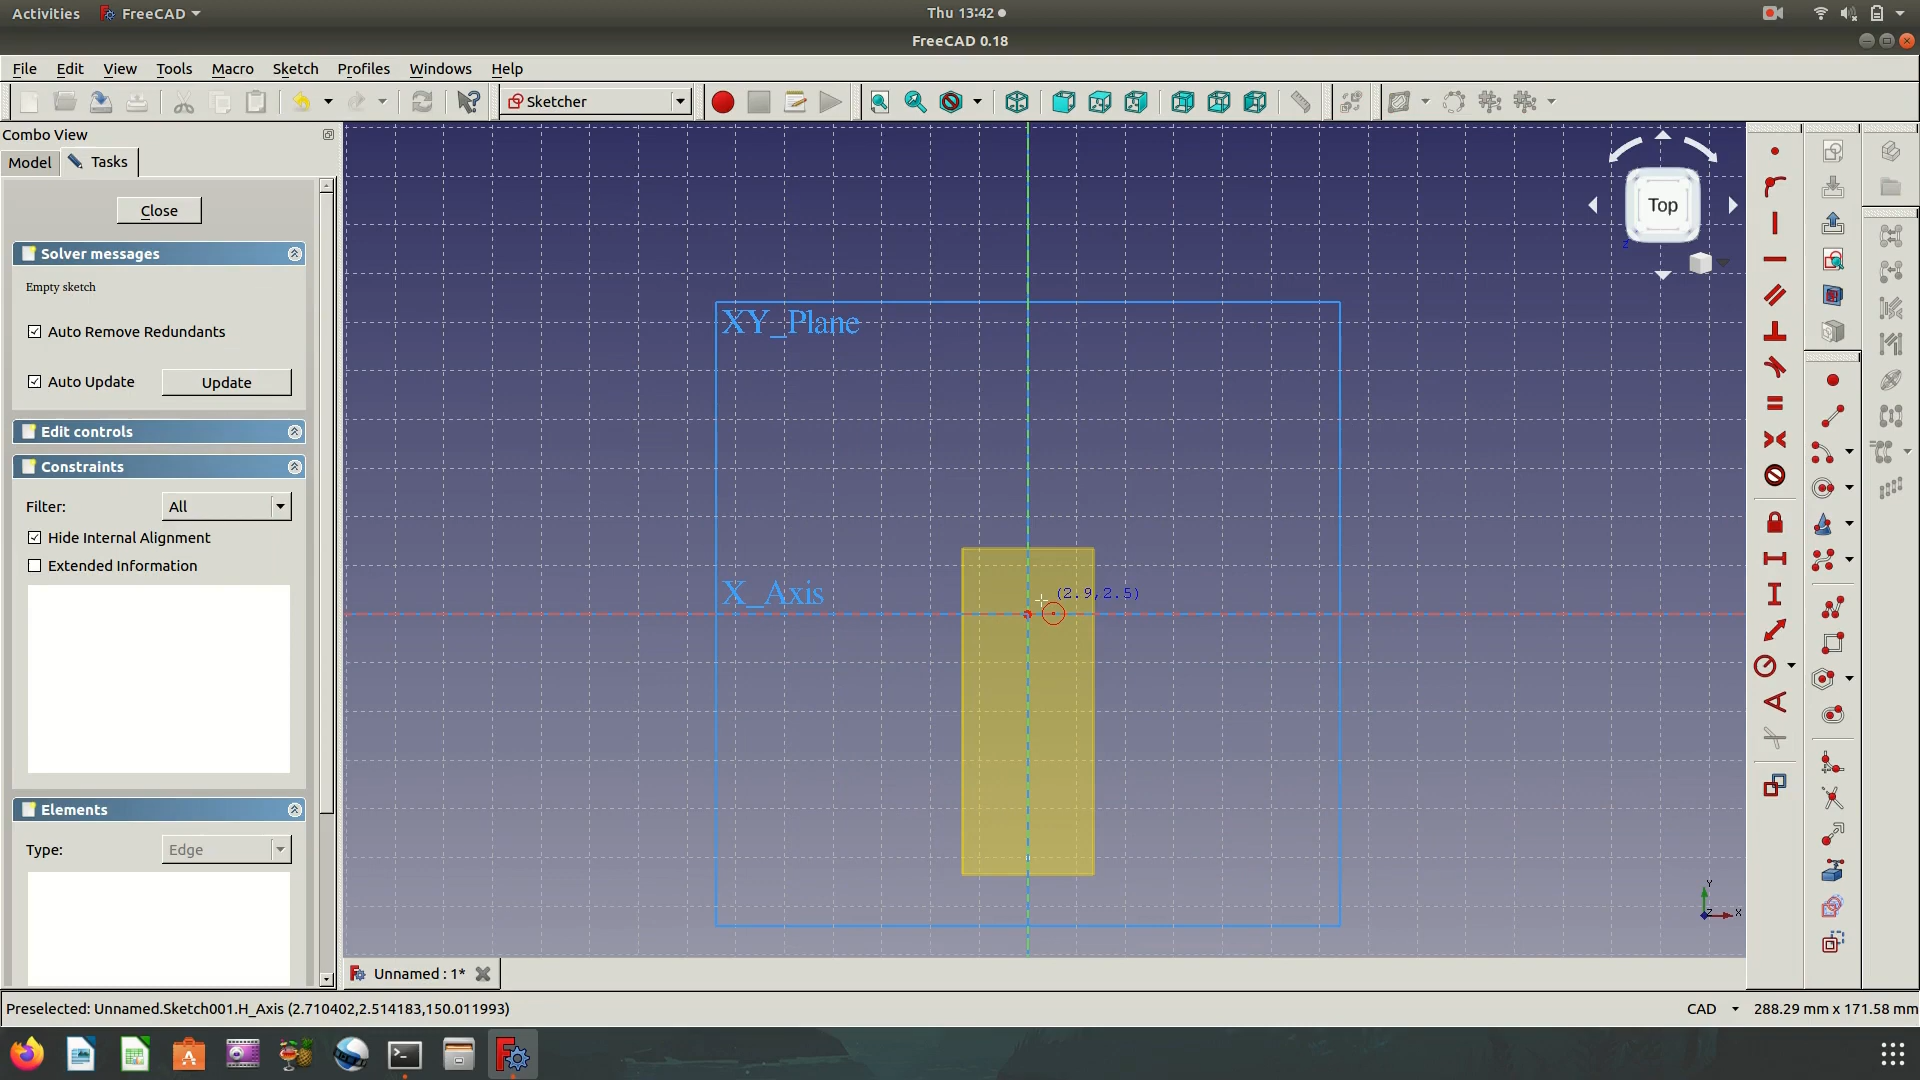 Activities
FreeCAD
Thu 13:42
FreeCAD 0.18
File Edit View Tools Macro Sketch Profiles Windows Help
Sketcher
Combo View
Model
Tasks
Close
Solver messages
Empty sketch
Auto Remove Redundants
Auto Update
Update
Edit controls
Constraints
Filter:
All
Hide Internal Alignment
Extended Information
Elements
Type:
Edge
XY_Plane
X_Axis
(2.9,2.5)
Top
Z
Y
Z
X
Unnamed : 1*
Preselected: Unnamed.Sketch001.H_Axis (2.710402,2.514183,150.011993)
CAD
288.29 mm x 171.58 mm